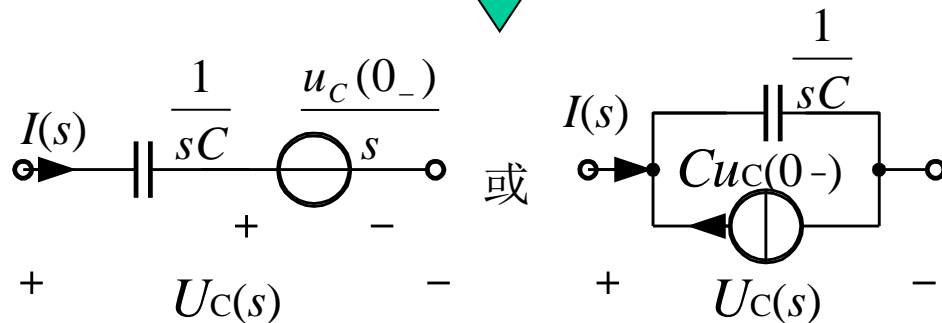 1
sC
u_C(0_-)
s
I(s)
+ -
+ U_C(s) -
或
1
sC
I(s)
Cu_C(0-)
+ U_C(s) -